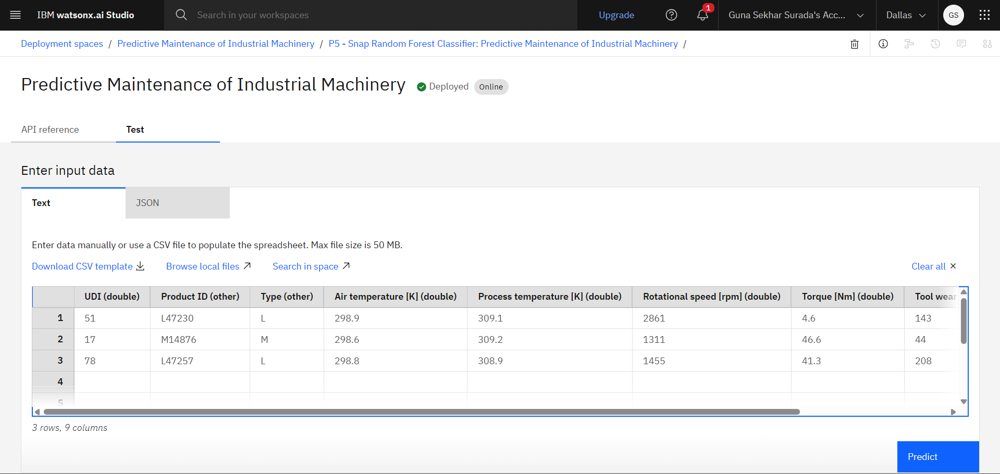 IBM watsonx.ai Studio
Search in your workspaces
Upgrade
1
Guna Sekhar Surada's Acc...
Dallas
GS
Deployment spaces / Predictive Maintenance of Industrial Machinery / P5 - Snap Random Forest Classifier: Predictive Maintenance of Industrial Machinery /
Predictive Maintenance of Industrial Machinery
Deployed
Online
API reference
Test
Enter input data
Text
JSON
Enter data manually or use a CSV file to populate the spreadsheet. Max file size is 50 MB.
Download CSV template
Browse local files
Search in space
Clear all
UDI (double) Product ID (other) Type (other) Air temperature [K] (double) Process temperature [K] (double) Rotational speed [rpm] (double) Torque [Nm] (double) Tool wear
1 51 L47230 L 298.9 309.1 2861 4.6 143
2 17 M14876 M 298.6 309.2 1311 46.6 44
3 78 L47257 L 298.8 308.9 1455 41.3 208
4
5
3 rows, 9 columns
Predict